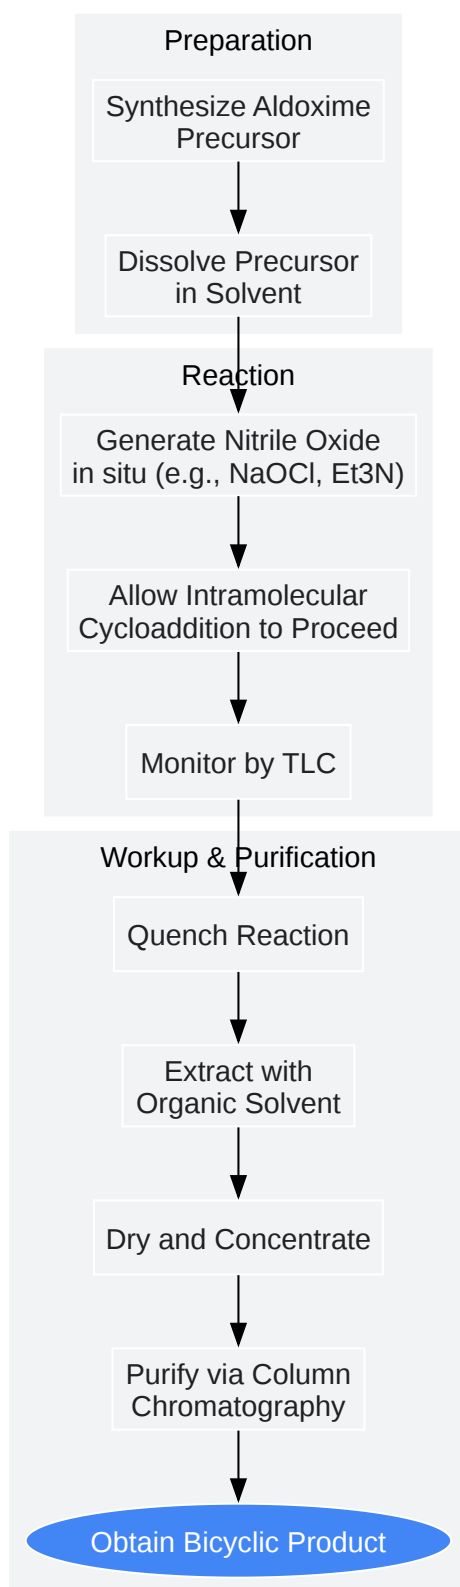 Preparation
Synthesize Aldoxime
Precursor
Dissolve Precursor
in Solvent
Reaction
Generate Nitrile Oxide
in situ (e.g., NaOCl, Et3N)
Allow Intramolecular
Cycloaddition to Proceed
Monitor by TLC
Workup & Purification
Quench Reaction
Extract with
Organic Solvent
Dry and Concentrate
Purify via Column
Chromatography
Obtain Bicyclic Product